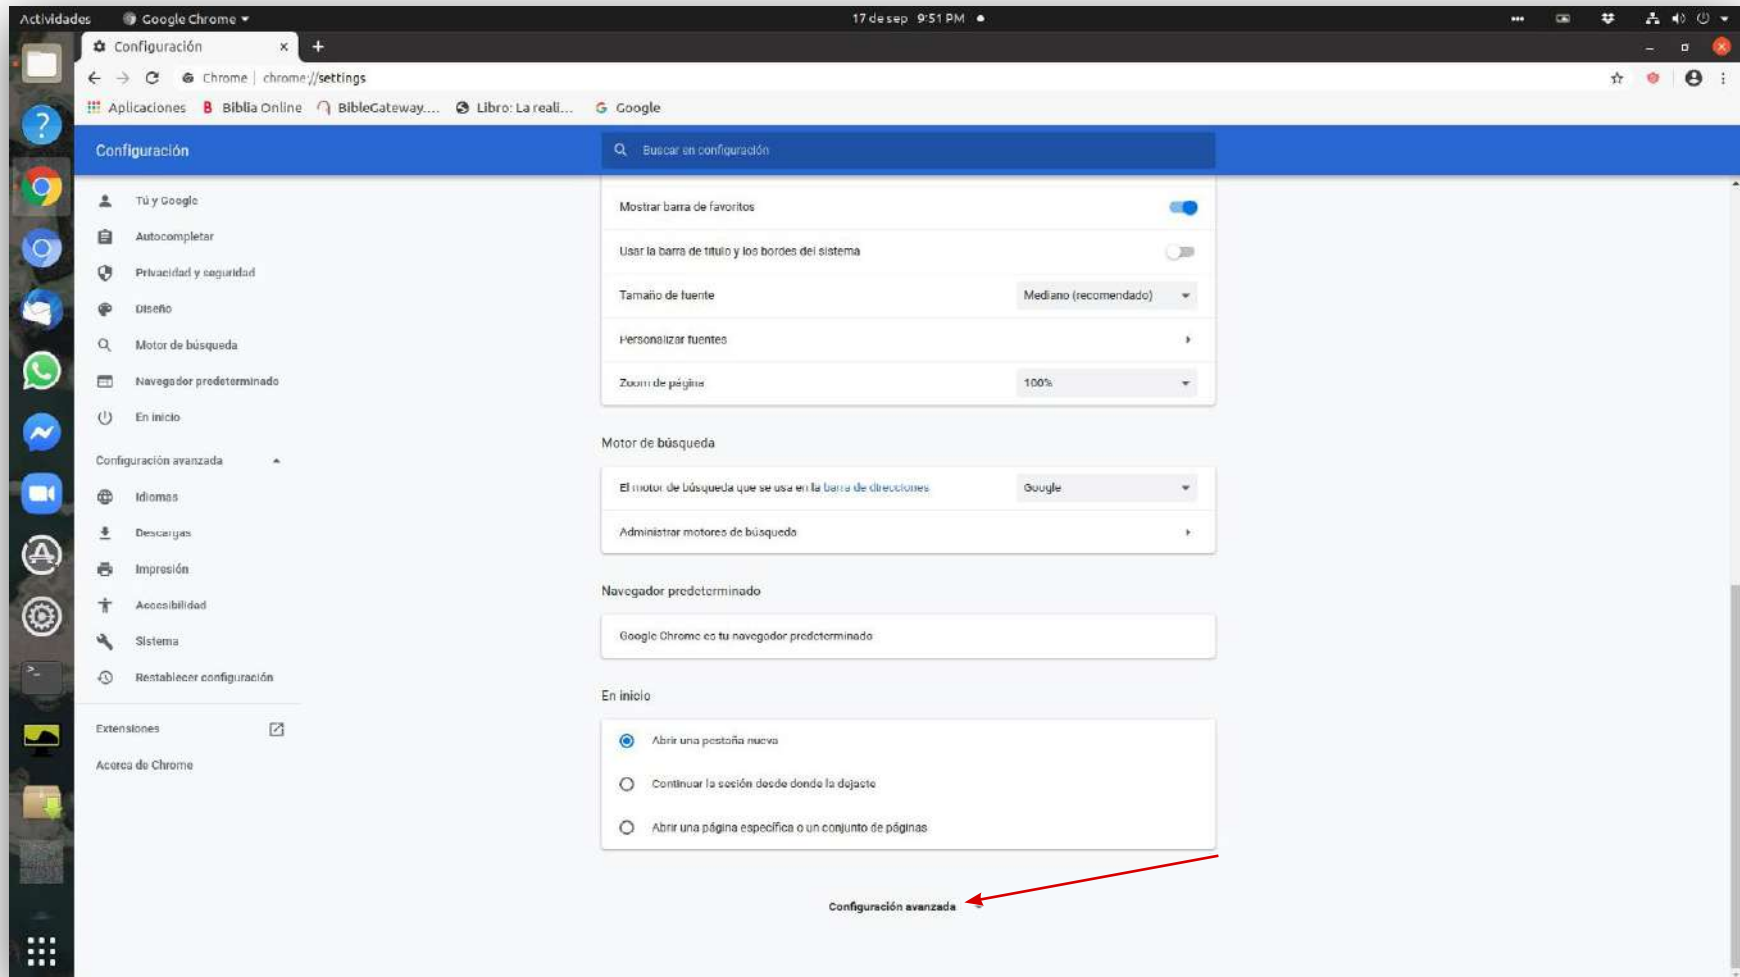 Actividades Google Chrome 17 de sep 9:51 PM
Configuración
Chrome | chrome://settings
Aplicaciones B Biblia Online BibleGateway.... Libro: La reali... G Google
Configuración
Buscar en configuración
Tú y Google
Autocompletar
Privacidad y seguridad
Diseño
Motor de búsqueda
Navegador predeterminado
En inicio
Configuración avanzada
Idiomas
Descargas
Impresión
Accesibilidad
Sistema
Restablecer configuración
Extensiones
Acerca de Chrome
Mostrar barra de favoritos
Usar la barra de título y los bordes del sistema
Tamaño de fuente Mediano (recomendado)
Personalizar fuentes
Zoom de página 100%
Motor de búsqueda
El motor de búsqueda que se usa en la barra de direcciones Google
Administrar motores de búsqueda
Navegador predeterminado
Google Chrome es tu navegador predeterminado
En inicio
Abrir una pestaña nueva
Continuar la sesión desde donde la dejaste
Abrir una página específica o un conjunto de páginas
Configuración avanzada